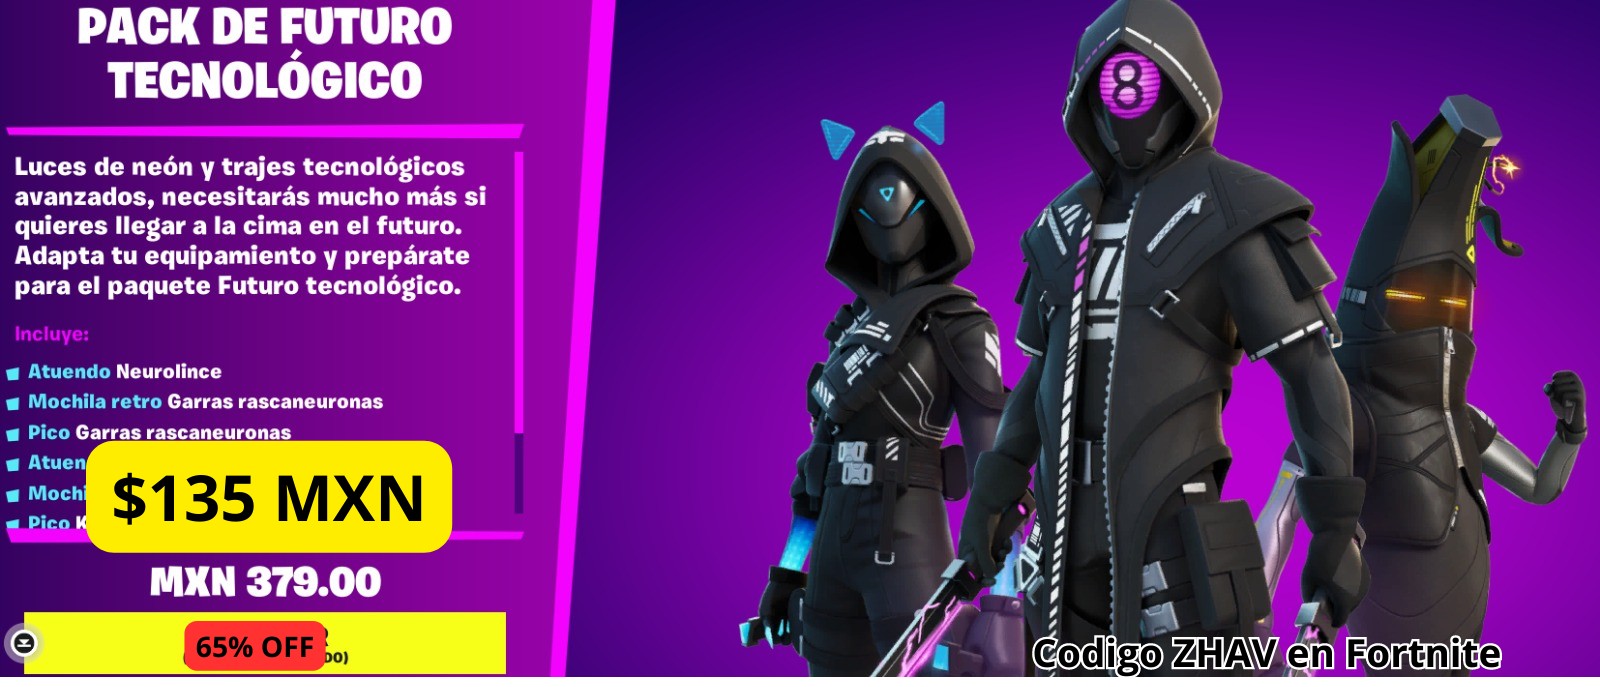 PACK DE FUTURO
TECNOLÓGICO
Luces de neón y trajes tecnológicos
avanzados, necesitarás mucho más si
quieres llegar a la cima en el futuro.
Adapta tu equipamiento y prepárate
para el paquete Futuro tecnológico.
Incluye:
Atuendo Neurolince
Mochila retro Garras rascaneuronas
Pico Garras rascaneuronas
$135 MXN
Pico
MXN 379.00
65% OFF
8
Codigo ZHAV en Fortnite